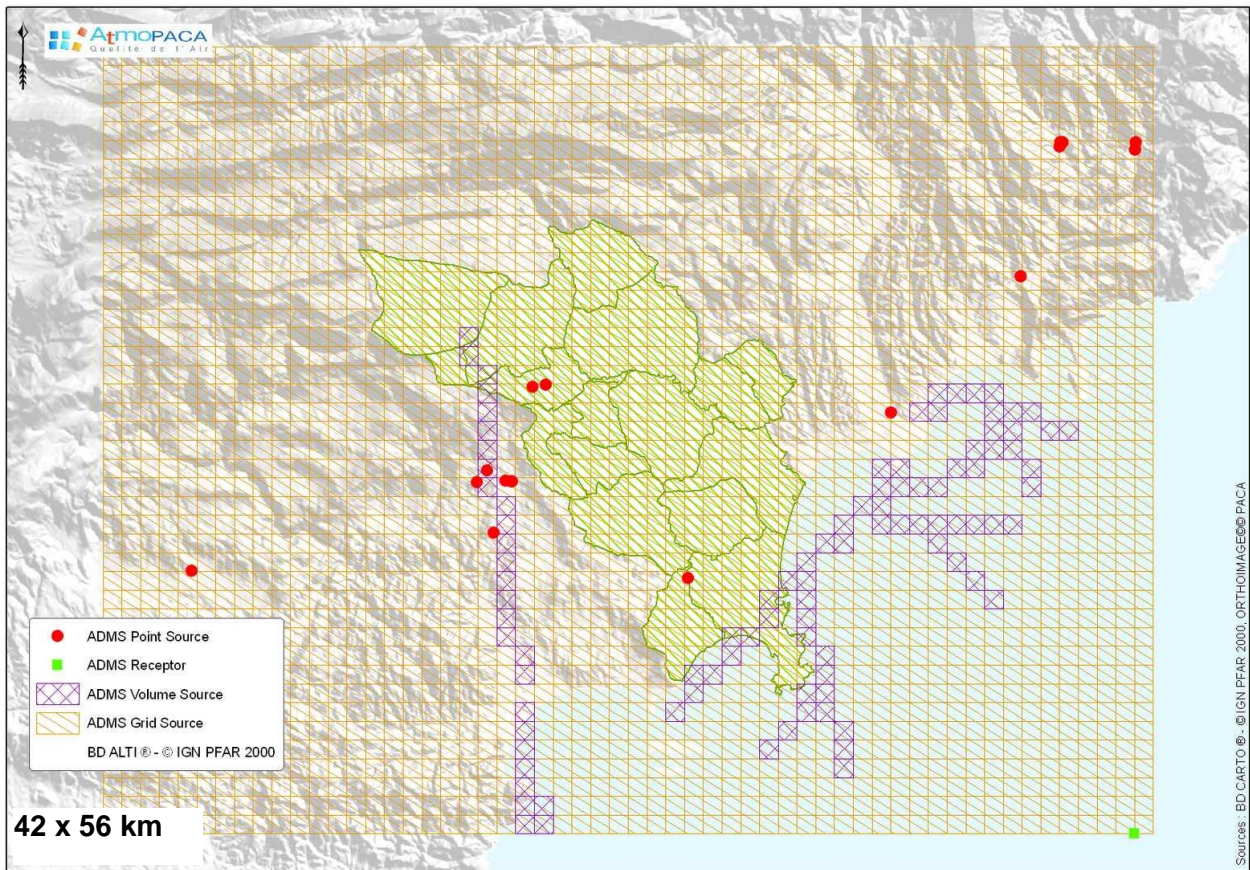 AtmoPACA
Qualité de l'Air
ADMS Point Source
ADMS Receptor
ADMS Volume Source
ADMS Grid Source
BD ALTI ® - © IGN PFAR 2000
42 x 56 km
Sources : BD CARTO ® - © IGN PFAR 2000, ORTHOIMAGE©© PACA